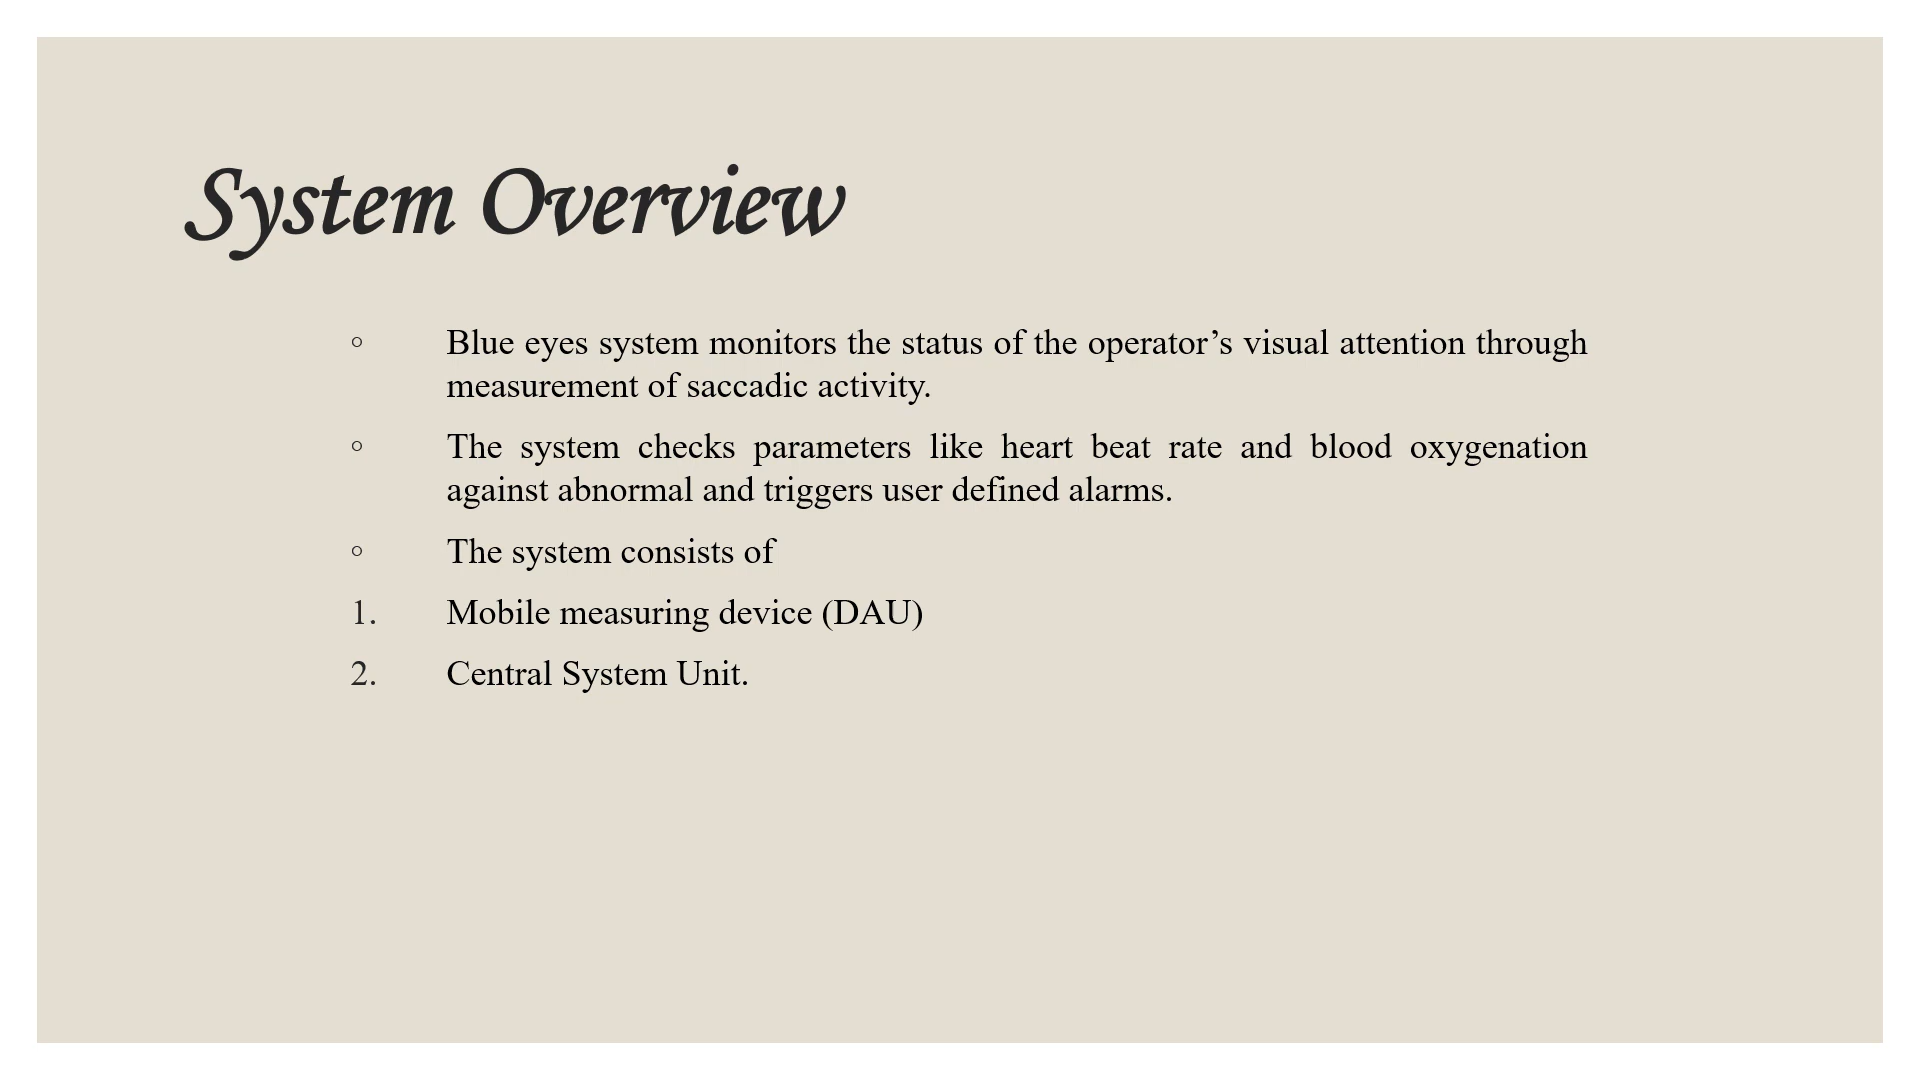 System Overview
◦ Blue eyes system monitors the status of the operator’s visual attention through
measurement of saccadic activity.
◦ The system checks parameters like heart beat rate and blood oxygenation
against abnormal and triggers user defined alarms.
◦ The system consists of
1. Mobile measuring device (DAU)
2. Central System Unit.